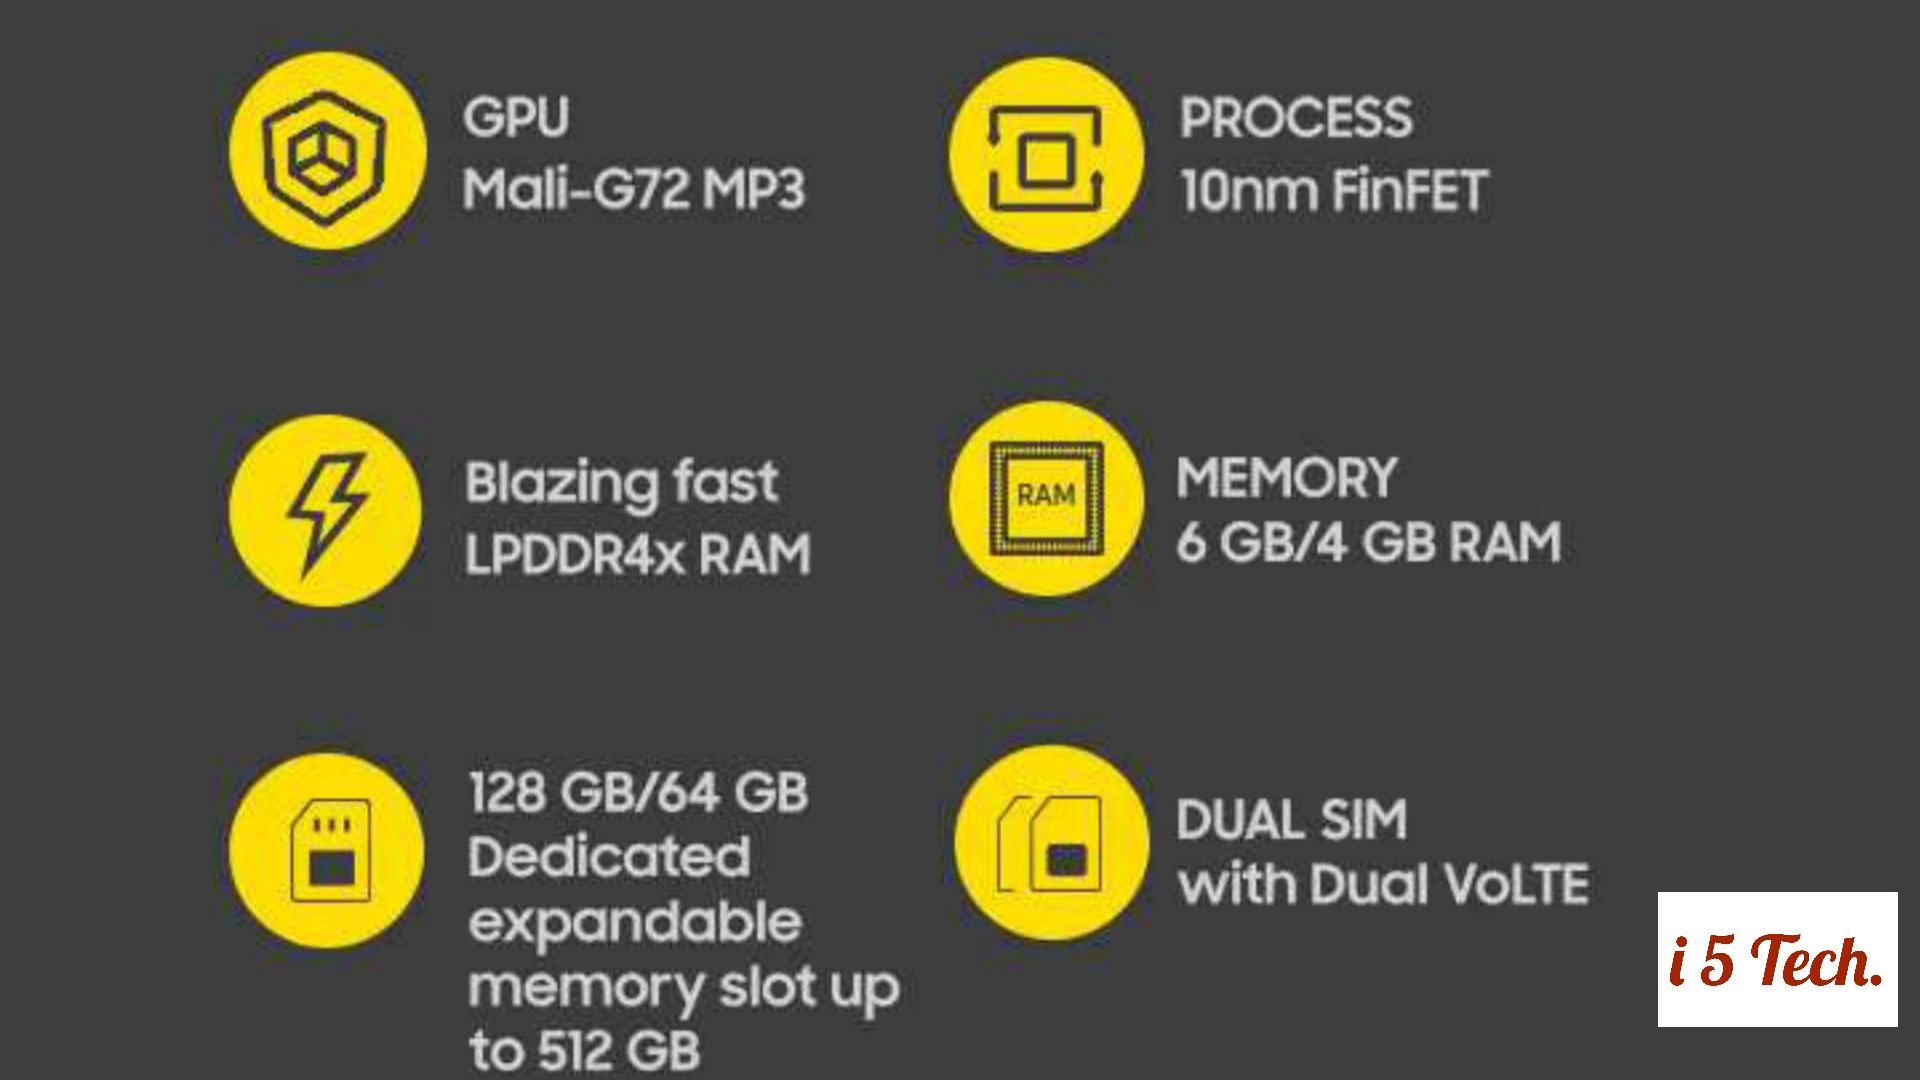 GPU
Mali-G72 MP3
PROCESS
10nm FinFET
Blazing fast
LPDDR4x RAM
RAM
MEMORY
6 GB/4 GB RAM
128 GB/64 GB
Dedicated
expandable
memory slot up
to 512 GB
DUAL SIM
with Dual VoLTE
i 5 Tech.